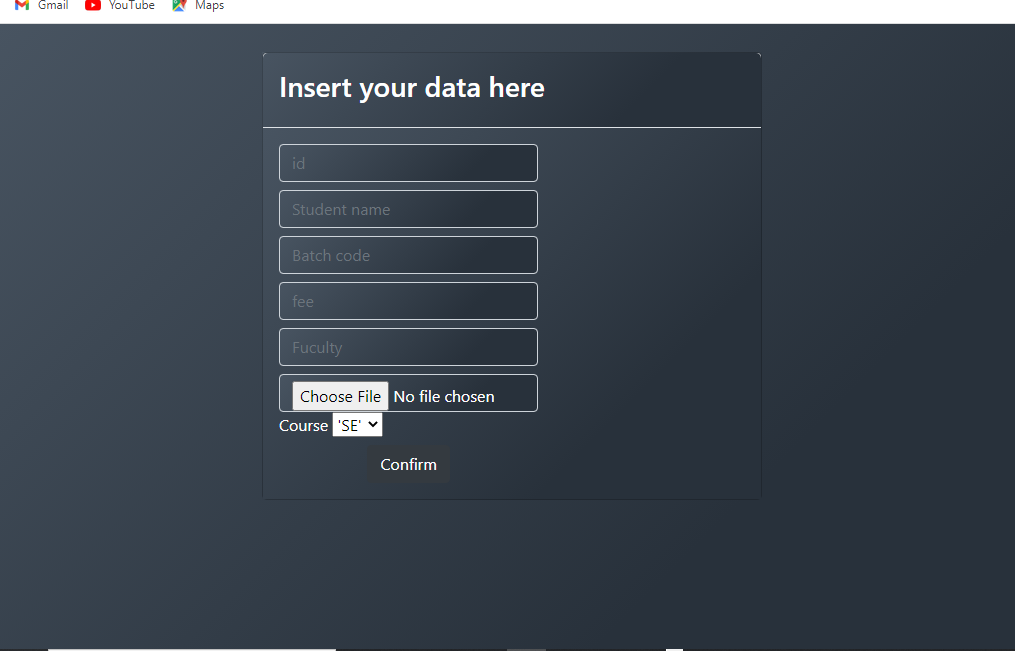 Gmail YouTube Maps
Insert your data here
id
Student name
Batch code
fee
Fuculty
Choose File No file chosen
Course 'SE'
Confirm